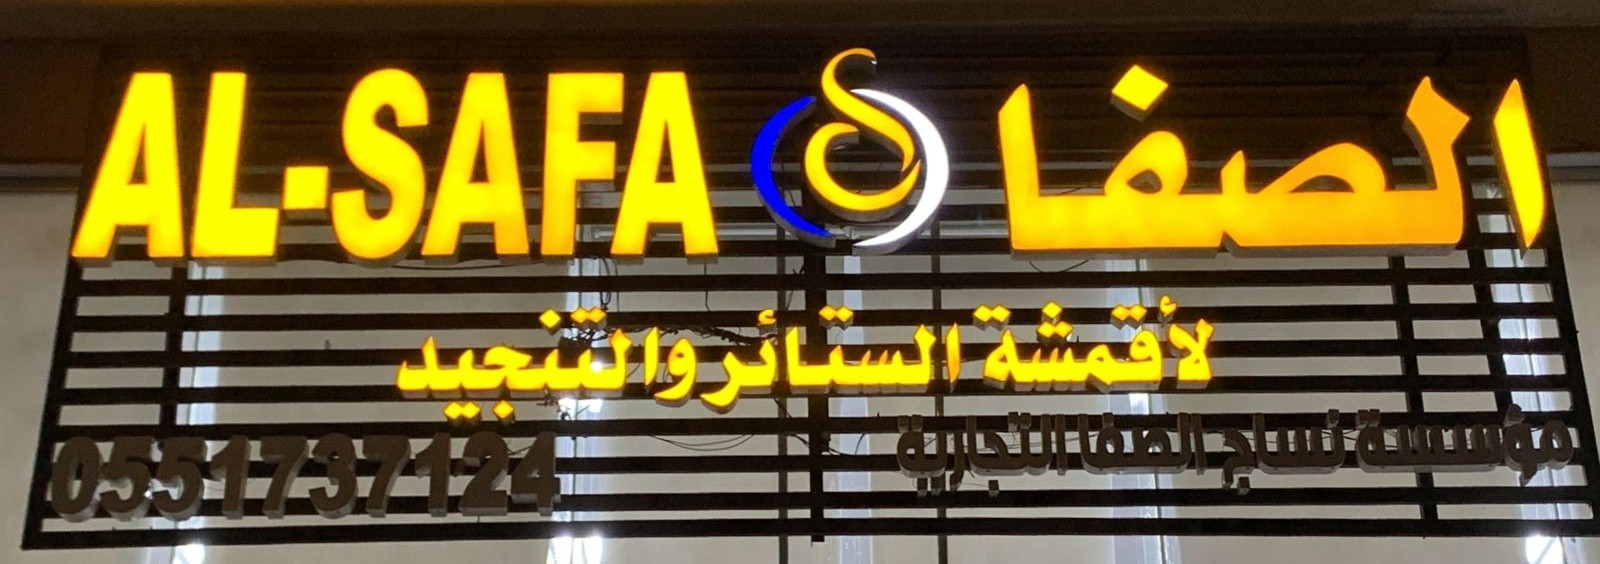 AL-SAFA الصفا
لأقمشة الستائر والتنجيد
مؤسسة نساج الصفا التجارية
0551737124